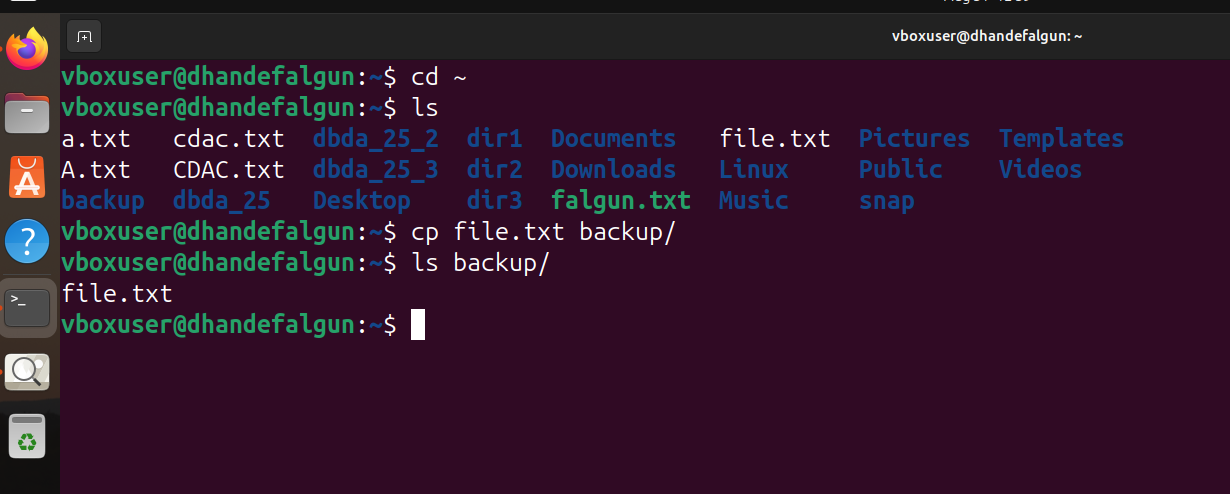 vboxuser@dhandefalgun: ~
vboxuser@dhandefalgun:~$ cd ~
vboxuser@dhandefalgun:~$ ls
a.txt cdac.txt dbda_25_2 dir1 Documents file.txt Pictures Templates
A.txt CDAC.txt dbda_25_3 dir2 Downloads Linux Public Videos
backup dbda_25 Desktop dir3 falgun.txt Music snap
vboxuser@dhandefalgun:~$ cp file.txt backup/
vboxuser@dhandefalgun:~$ ls backup/
file.txt
vboxuser@dhandefalgun:~$